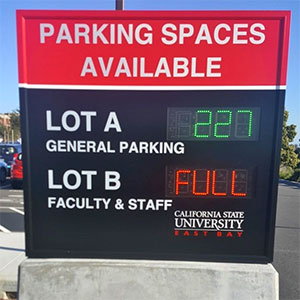 PARKING SPACES
AVAILABLE
LOT A 227
GENERAL PARKING
LOT B FULL
FACULTY & STAFF
CALIFORNIA STATE
UNIVERSITY
EAST BAY